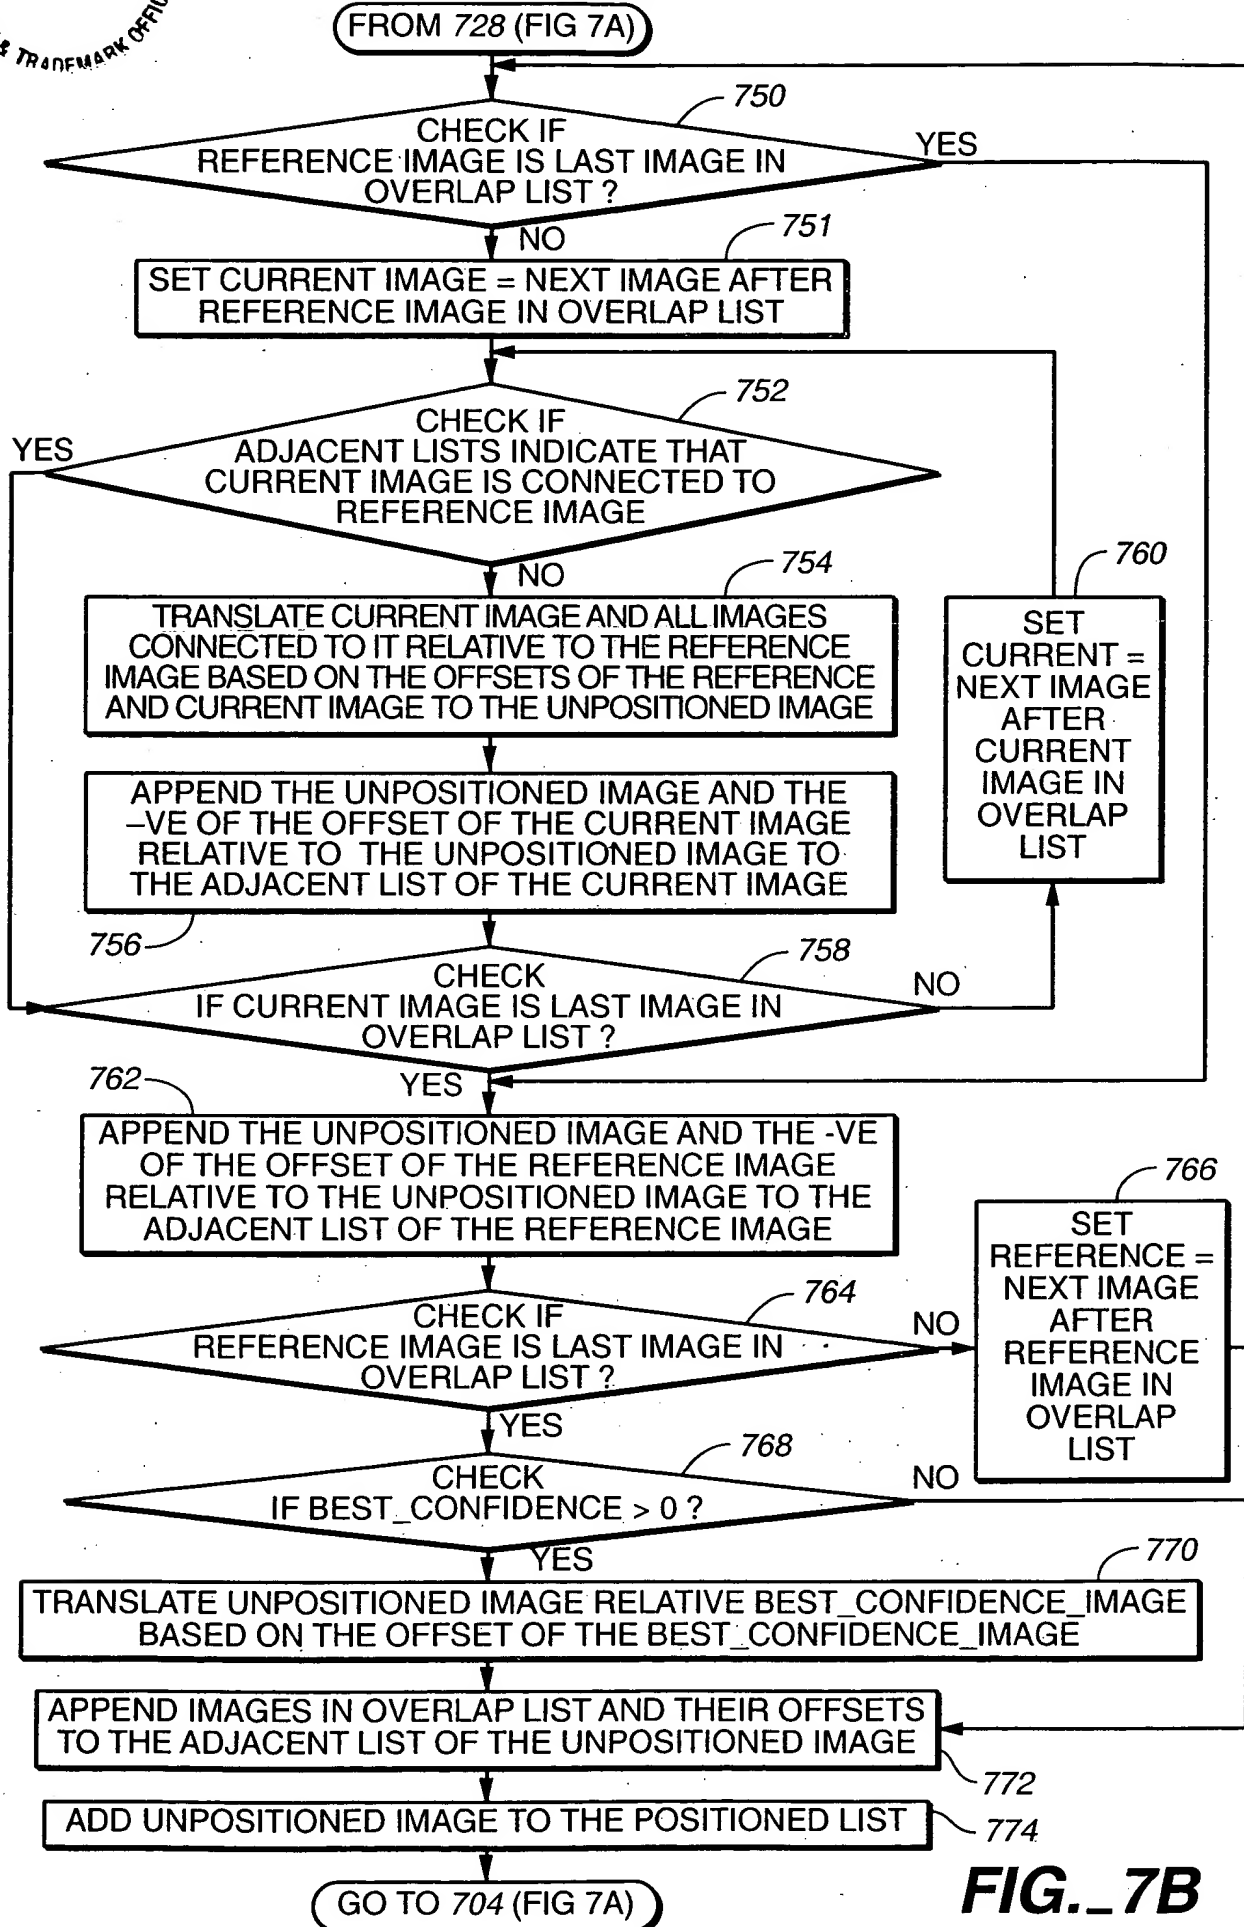 & TRADEMARK OFFIC
FROM 728 (FIG 7A)
750
CHECK IF
REFERENCE IMAGE IS LAST IMAGE IN
OVERLAP LIST ?
YES
NO
751
SET CURRENT IMAGE = NEXT IMAGE AFTER
REFERENCE IMAGE IN OVERLAP LIST
752
CHECK IF
ADJACENT LISTS INDICATE THAT
CURRENT IMAGE IS CONNECTED TO
REFERENCE IMAGE
YES
NO
754
TRANSLATE CURRENT IMAGE AND ALL IMAGES
CONNECTED TO IT RELATIVE TO THE REFERENCE
IMAGE BASED ON THE OFFSETS OF THE REFERENCE
AND CURRENT IMAGE TO THE UNPOSITIONED IMAGE
760
SET
CURRENT =
NEXT IMAGE
AFTER
CURRENT
IMAGE IN
OVERLAP
LIST
APPEND THE UNPOSITIONED IMAGE AND THE
–VE OF THE OFFSET OF THE CURRENT IMAGE
RELATIVE TO THE UNPOSITIONED IMAGE TO
THE ADJACENT LIST OF THE CURRENT IMAGE
756
758
CHECK
IF CURRENT IMAGE IS LAST IMAGE IN
OVERLAP LIST ?
NO
YES
762
APPEND THE UNPOSITIONED IMAGE AND THE -VE
OF THE OFFSET OF THE REFERENCE IMAGE
RELATIVE TO THE UNPOSITIONED IMAGE TO THE
ADJACENT LIST OF THE REFERENCE IMAGE
764
CHECK IF
REFERENCE IMAGE IS LAST IMAGE IN
OVERLAP LIST ?
NO
YES
766
SET
REFERENCE =
NEXT IMAGE
AFTER
REFERENCE
IMAGE IN
OVERLAP
LIST
768
CHECK
IF BEST_CONFIDENCE > 0 ?
NO
YES
770
TRANSLATE UNPOSITIONED IMAGE RELATIVE BEST_CONFIDENCE_IMAGE
BASED ON THE OFFSET OF THE BEST_CONFIDENCE_IMAGE
APPEND IMAGES IN OVERLAP LIST AND THEIR OFFSETS
TO THE ADJACENT LIST OF THE UNPOSITIONED IMAGE
772
ADD UNPOSITIONED IMAGE TO THE POSITIONED LIST
774
GO TO 704 (FIG 7A)
FIG._7B